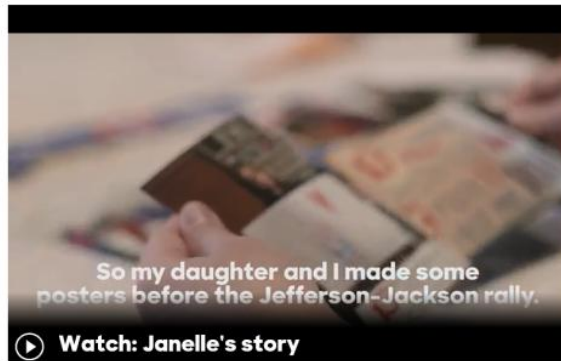 So my daughter and I made some
posters before the Jefferson-Jackson rally.
Watch: Janelle's story